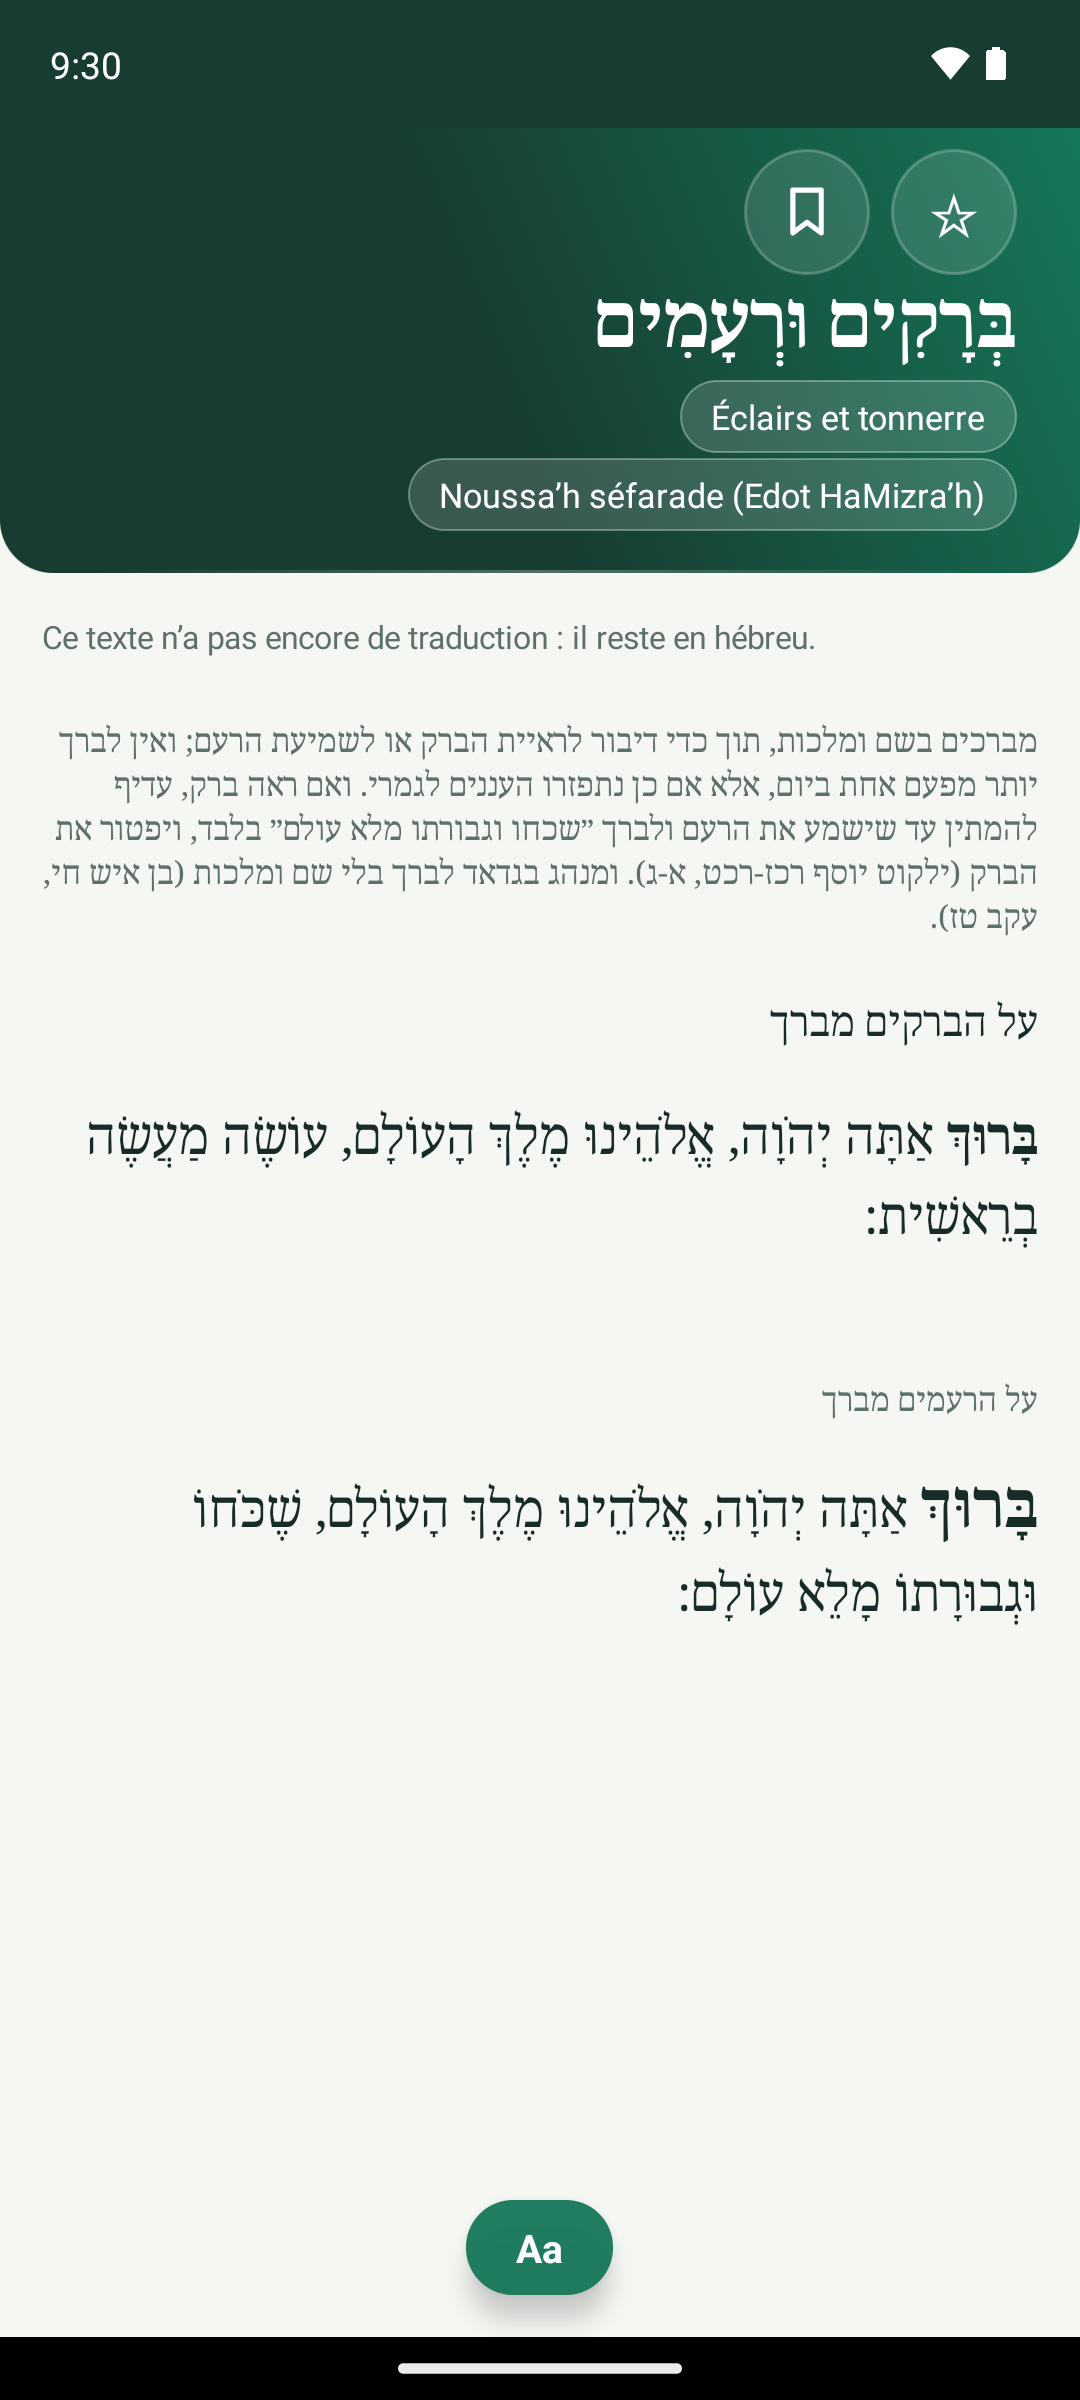 9:30
בְּרָקִים וּרְעָמִים
Éclairs et tonnerre
Noussa’h séfarade (Edot HaMizra’h)
Ce texte n’a pas encore de traduction : il reste en hébreu.
מברכים בשם ומלכות, תוך כדי דיבור לראיית הברק או לשמיעת הרעם; ואין לברך
יותר מפעם אחת ביום, אלא אם כן נתפזרו העננים לגמרי. ואם ראה ברק, עדיף
להמתין עד שישמע את הרעם ולברך ”שכחו וגבורתו מלא עולם” בלבד, ויפטור את
הברק (ילקוט יוסף רכז-רכט, א-ג). ומנהג בגדאד לברך בלי שם ומלכות (בן איש חי,
עקב טז).
על הברקים מברך
בָּרוּךְ אַתָּה יְהֹוָה, אֱלֹהֵינוּ מֶלֶךְ הָעוֹלָם, עוֹשֶׂה מַעֲשֶׂה
בְרֵאשִׁית:
על הרעמים מברך
בָּרוּךְ אַתָּה יְהֹוָה, אֱלֹהֵינוּ מֶלֶךְ הָעוֹלָם, שֶׁכֹּחוֹ
וּגְבוּרָתוֹ מָלֵא עוֹלָם:
Aa